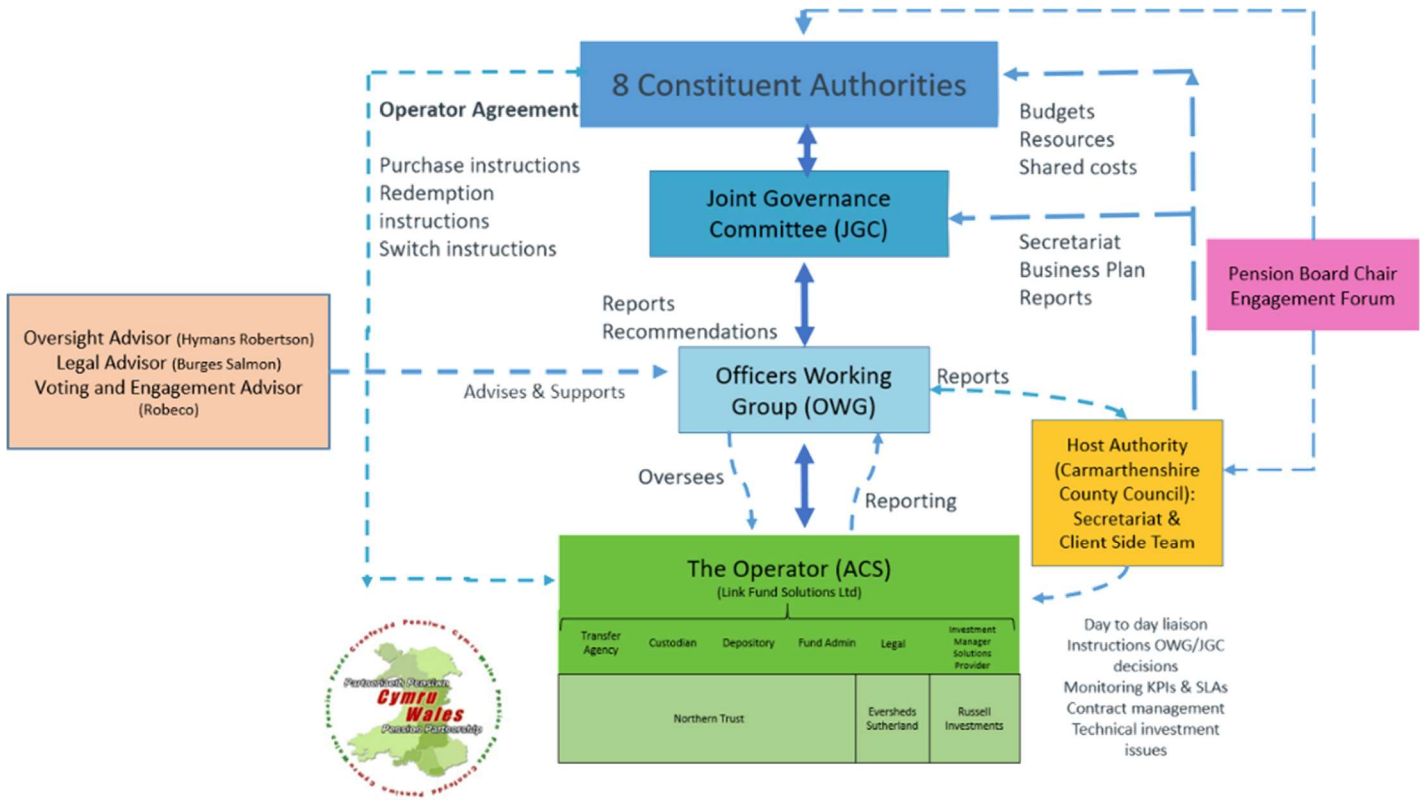 8 Constituent Authorities
Operator Agreement
Purchase instructions
Redemption
instructions
Switch instructions
Budgets
Resources
Shared costs
Joint Governance
Committee (JGC)
Secretariat
Business Plan
Reports
Pension Board Chair
Engagement Forum
Reports
Recommendations
Oversight Advisor (Hymans Robertson)
Legal Advisor (Burges Salmon)
Voting and Engagement Advisor
(Robeco)
Advises & Supports
Officers Working
Group (OWG)
Reports
Host Authority
(Carmarthenshire
County Council):
Secretariat &
Client Side Team
Oversees
Reporting
The Operator (ACS)
(Link Fund Solutions Ltd)
Transfer
Agency
Custodian
Depository
Fund Admin
Legal
Investment
Manager
Solutions
Provider
Northern Trust
Eversheds
Sutherland
Russell
Investments
Day to day liaison
Instructions OWG/JGC
decisions
Monitoring KPIs & SLAs
Contract management
Technical investment
issues
Partneriaeth Pensiwn
Cymru
Wales
Pension Partnership